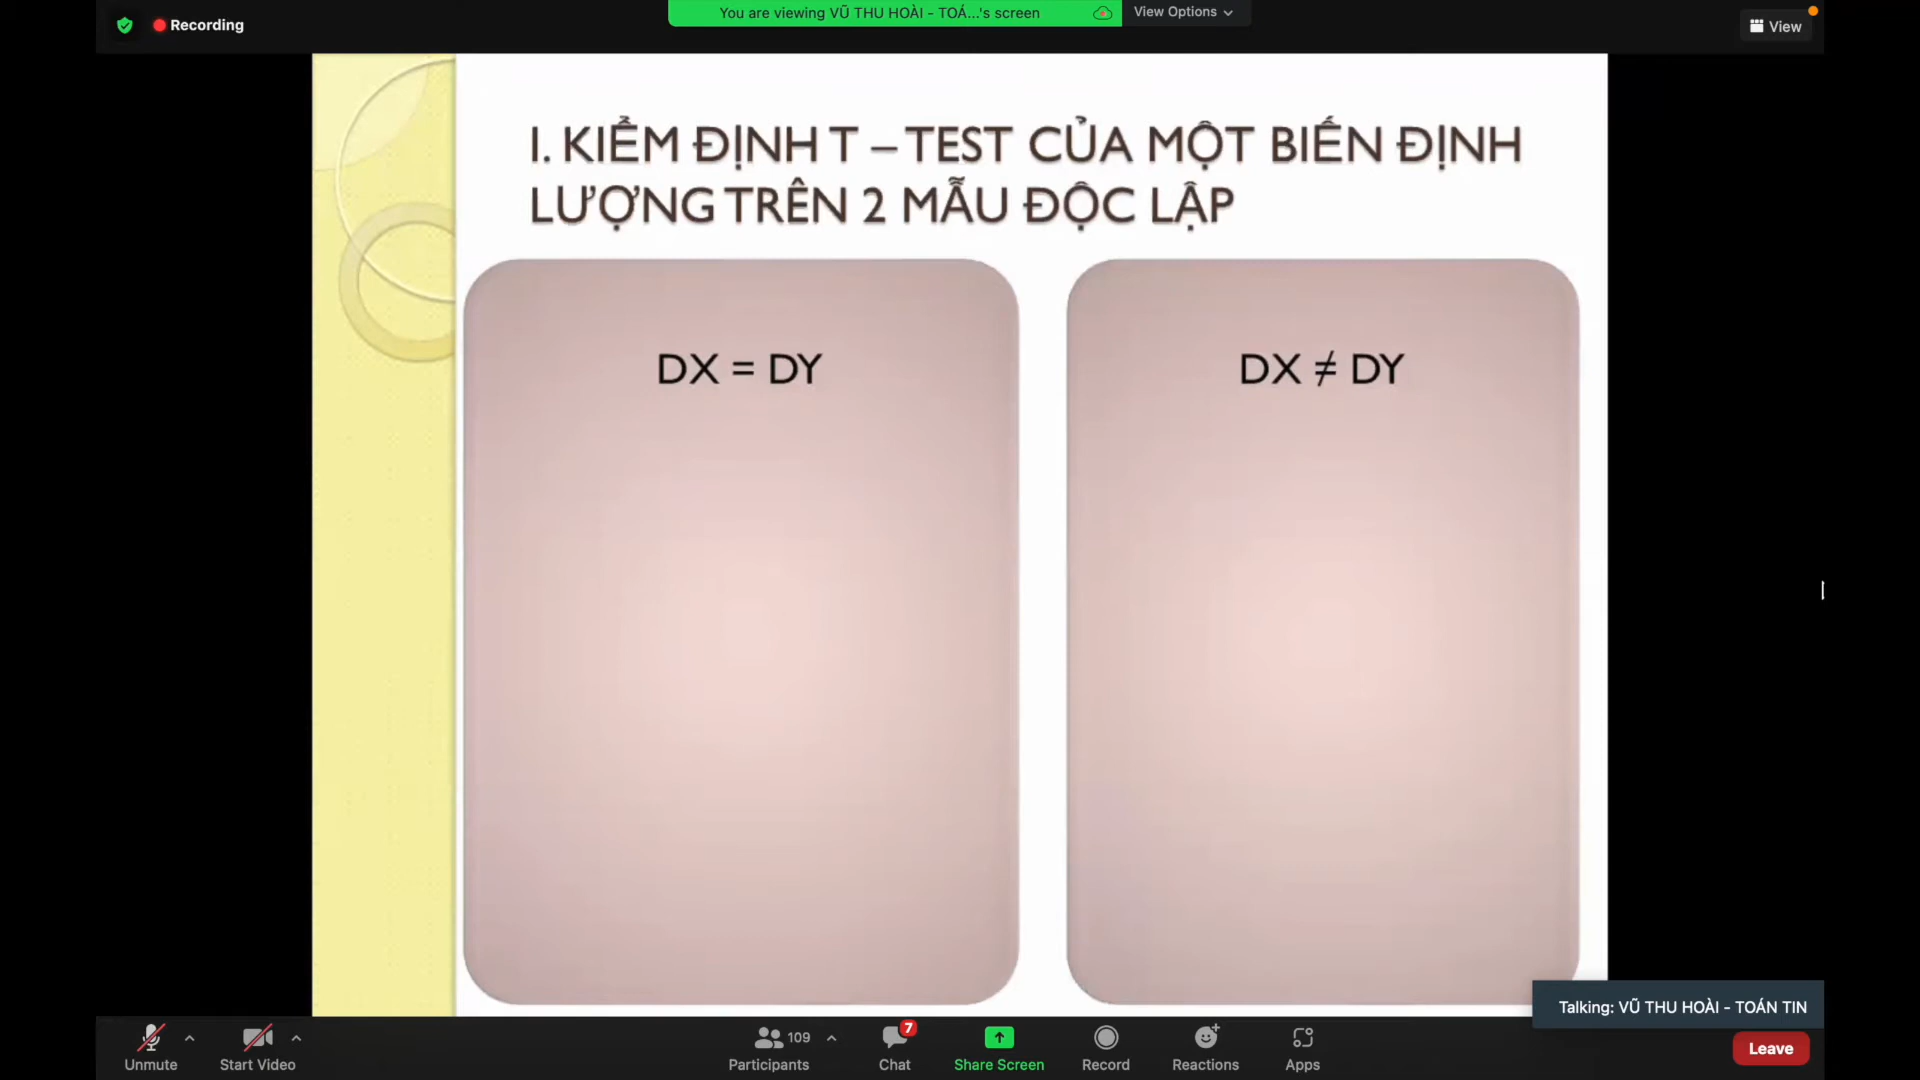 You are viewing VŨ THU HOÀI - TOÁ...'s screen
View Options
Recording
View
I. KIỂM ĐỊNH T – TEST CỦA MỘT BIẾN ĐỊNH
LƯỢNG TRÊN 2 MẪU ĐỘC LẬP
DX = DY
DX ≠ DY
Talking: VŨ THU HOÀI - TOÁN TIN
109
7
Unmute
Start Video
Participants
Chat
Share Screen
Record
Reactions
Apps
Leave